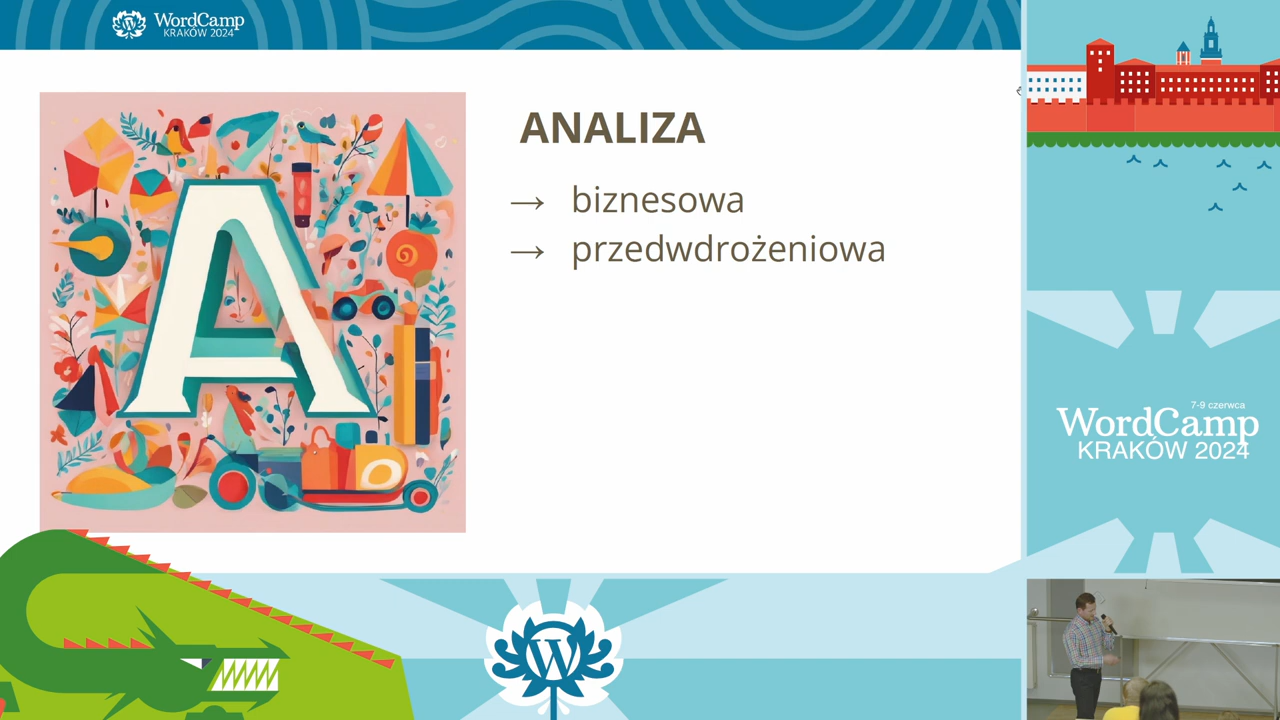 WordCamp
KRAKÓW 2024
A
ANALIZA
→ biznesowa
→ przedwdrożeniowa
7-9 czerwca
WordCamp
KRAKÓW 2024
W